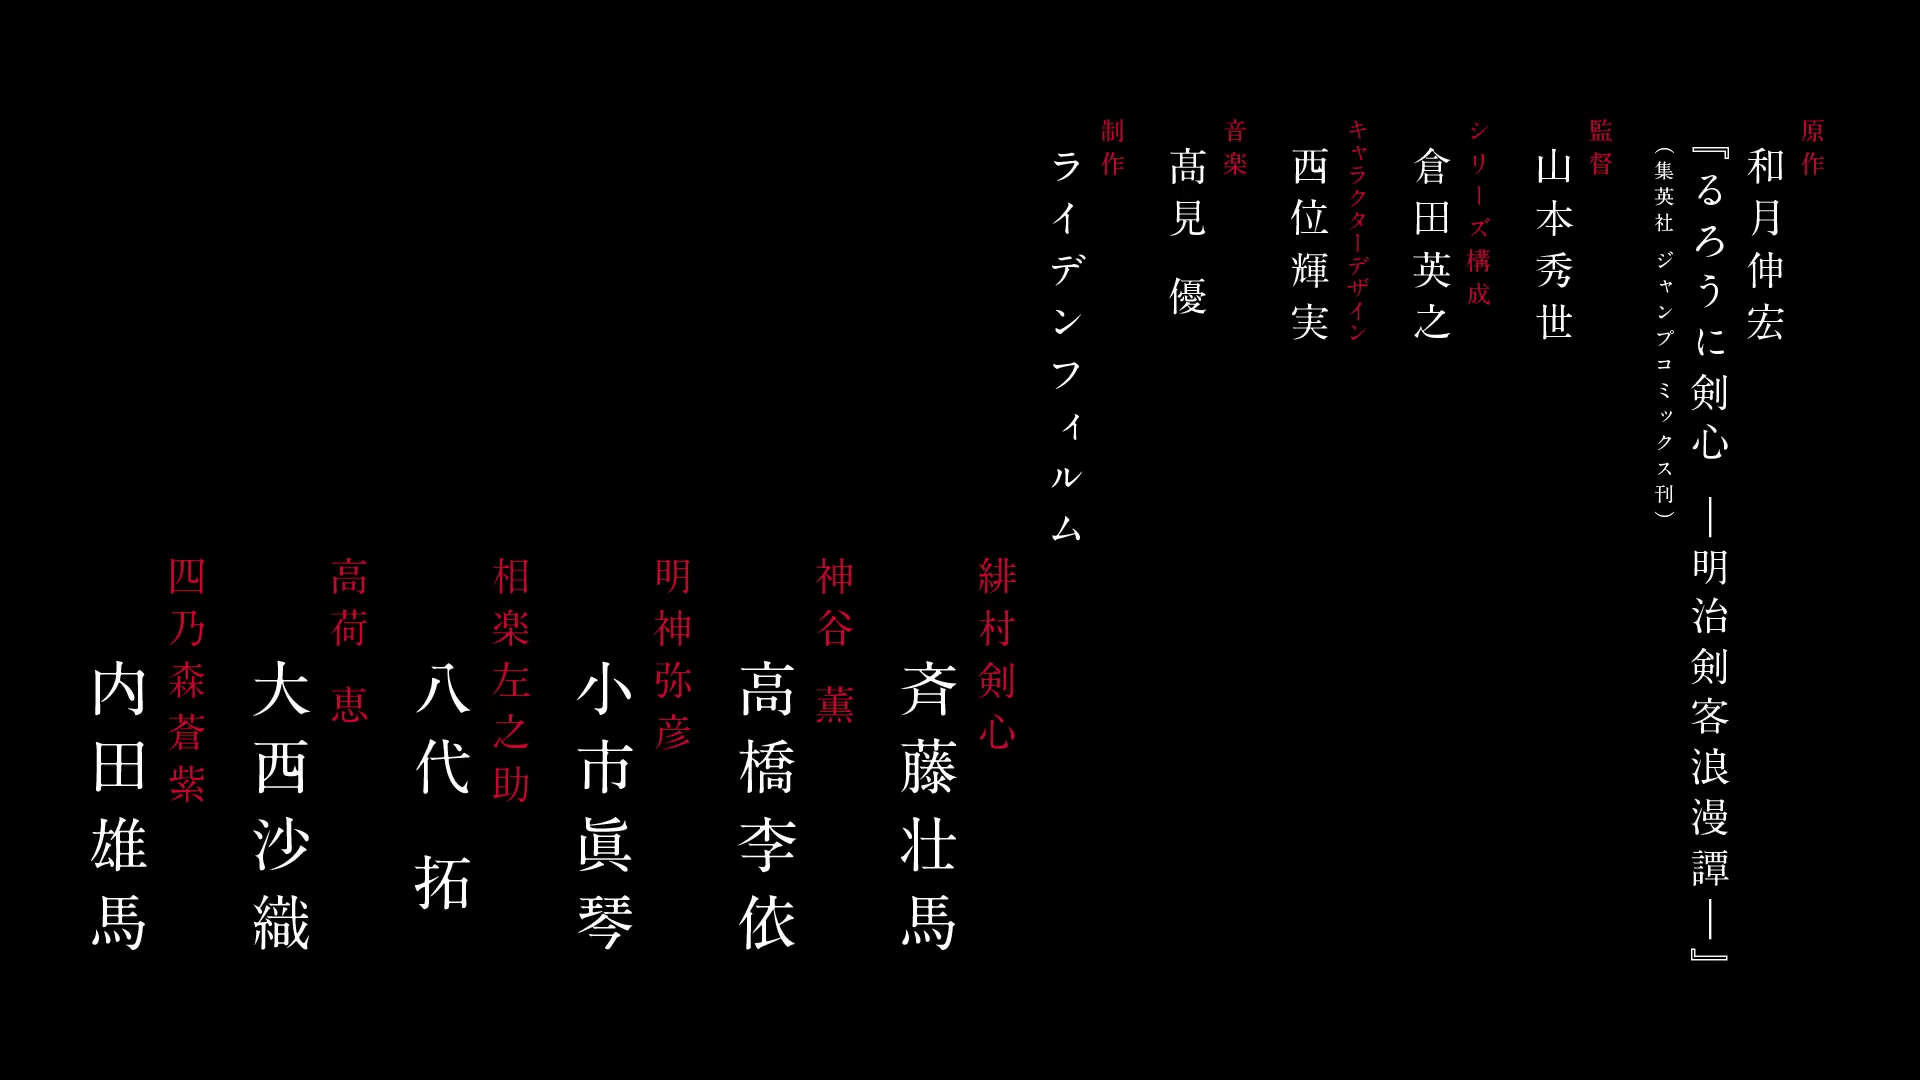 原作
和月伸宏
『るろうに剣心 ―明治剣客浪漫譚―』
（集英社 ジャンプコミックス刊）
監督
山本秀世
シリーズ構成
倉田英之
キャラクターデザイン
西位輝実
音楽
髙見 優
制作
ライデンフィルム
緋村剣心
斉藤壮馬
神谷 薫
高橋李依
明神弥彦
小市眞琴
相楽左之助
八代 拓
高荷 恵
大西沙織
四乃森蒼紫
内田雄馬